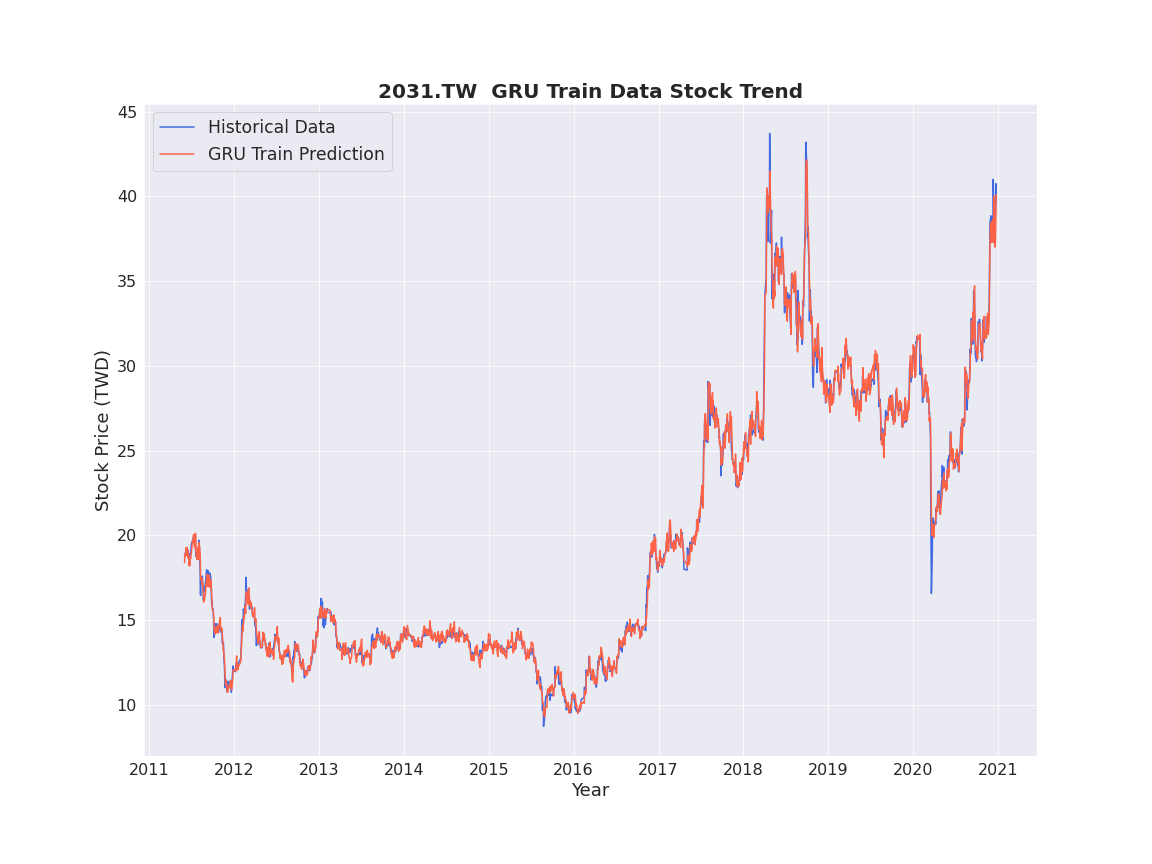 2031.TW  GRU Train Data Stock Trend
Historical Data
GRU Train Prediction
45
40
35
30
25
20
15
10
Stock Price (TWD)
2011 2012 2013 2014 2015 2016 2017 2018 2019 2020 2021
Year